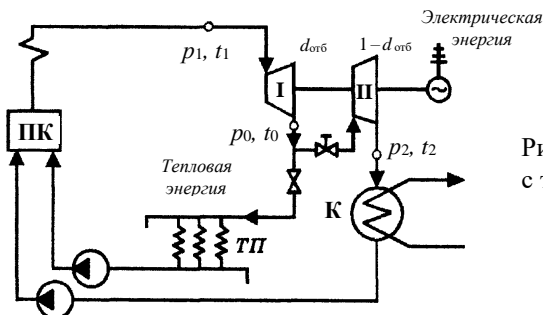 Электрическая
энергия
p₁, t₁
dотб
1–dотб
I
II
ПК
p₀, t₀
p₂, t₂
Тепловая
энергия
К
ТП
Ри
с т